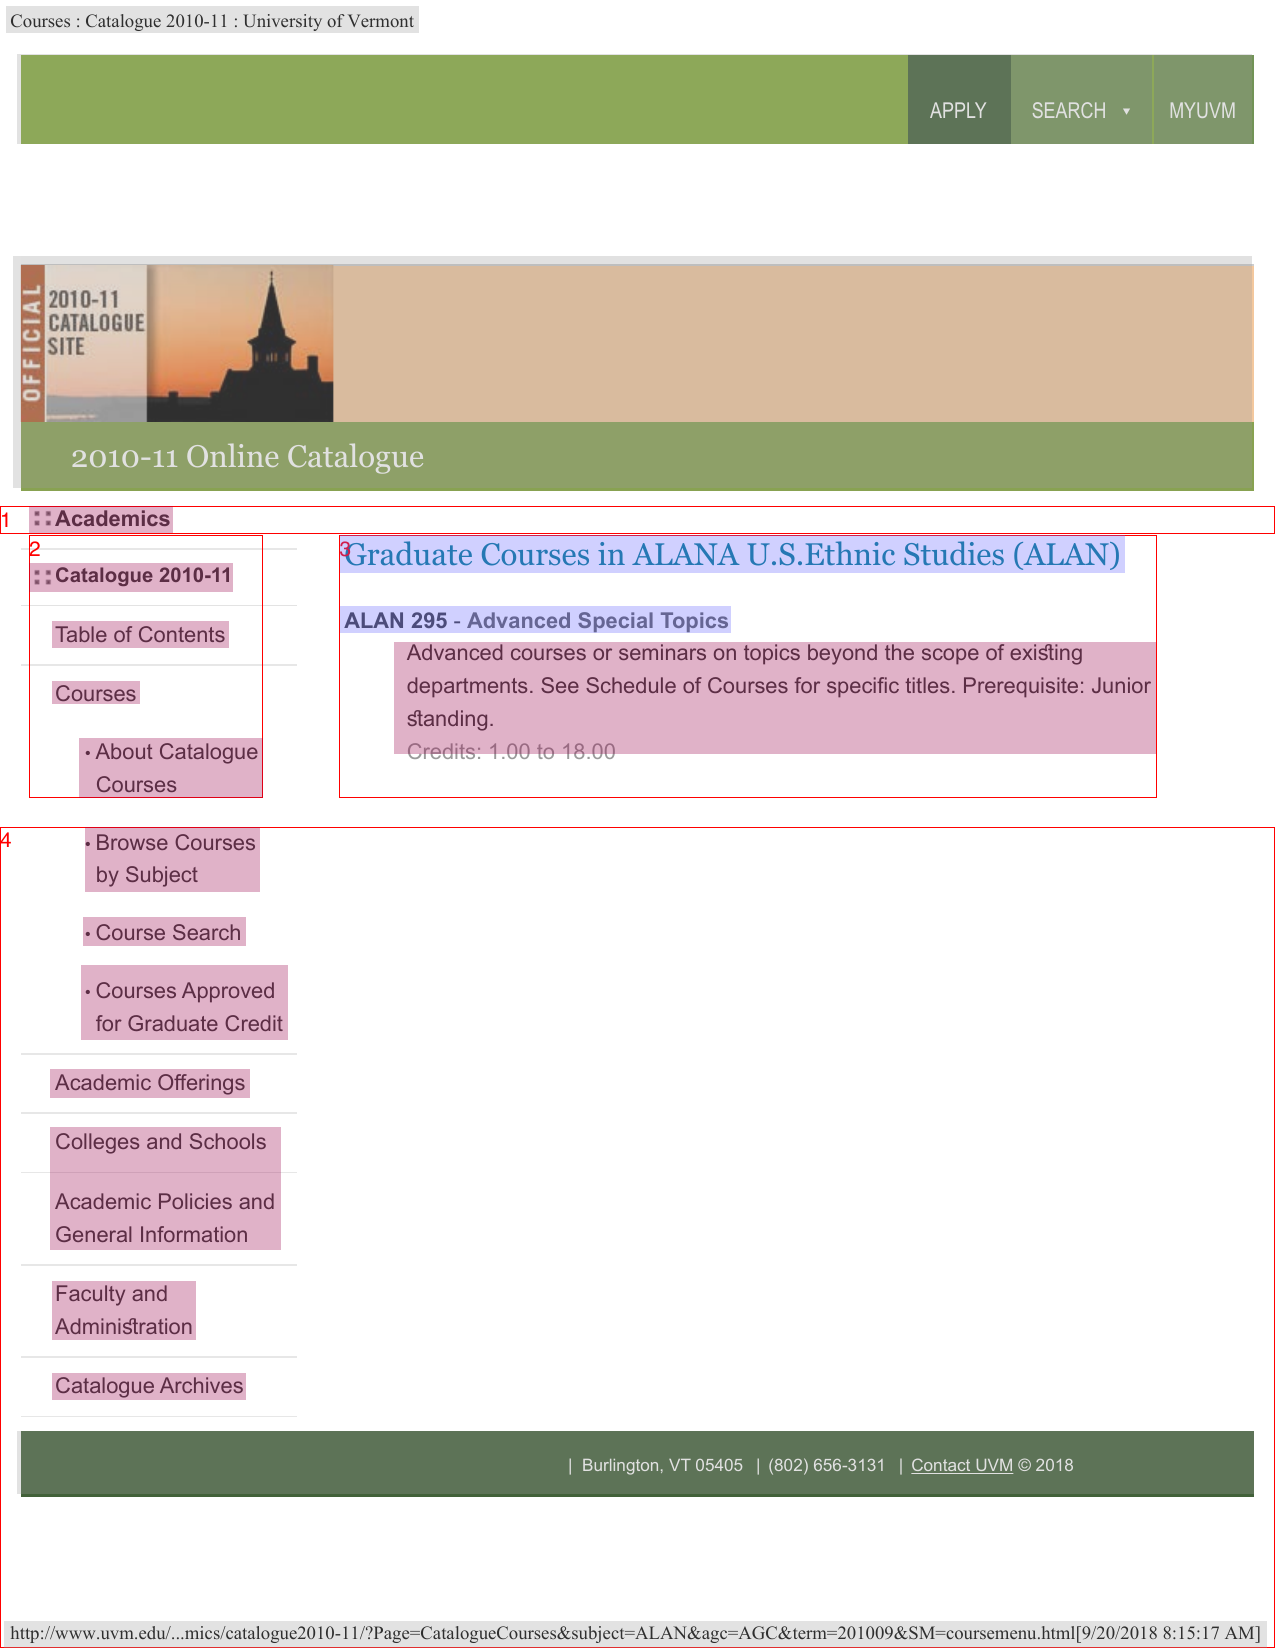 Courses : Catalogue 2010-11 : University of Vermont
APPLY SEARCH ▾ MYUVM
OFFICIAL
2010-11
CATALOGUE
SITE
2010-11 Online Catalogue
1
Academics
2
Catalogue 2010-11
Table of Contents
Courses
• About Catalogue
Courses
3
Graduate Courses in ALANA U.S.Ethnic Studies (ALAN)
ALAN 295 - Advanced Special Topics
Advanced courses or seminars on topics beyond the scope of existing
departments. See Schedule of Courses for specific titles. Prerequisite: Junior
standing.
Credits: 1.00 to 18.00
4
• Browse Courses
by Subject
• Course Search
• Courses Approved
for Graduate Credit
Academic Offerings
Colleges and Schools
Academic Policies and
General Information
Faculty and
Administration
Catalogue Archives
| Burlington, VT 05405 | (802) 656-3131 | Contact UVM © 2018
http://www.uvm.edu/...mics/catalogue2010-11/?Page=CatalogueCourses&subject=ALAN&agc=AGC&term=201009&SM=coursemenu.html[9/20/2018 8:15:17 AM]